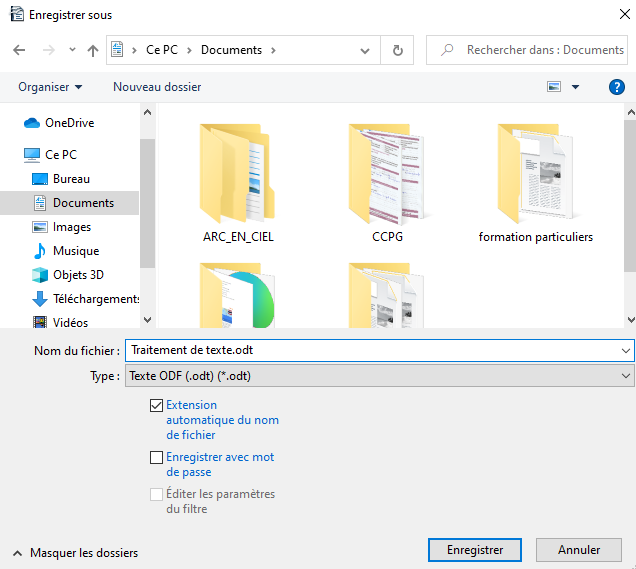 Enregistrer sous
Ce PC > Documents >
Rechercher dans : Documents
Organiser
Nouveau dossier
?
OneDrive
Ce PC
Bureau
Documents
Images
Musique
Objets 3D
Téléchargements
Vidéos
ARC_EN_CIEL
CCPG
formation particuliers
Nom du fichier :
Traitement de texte.odt
Type :
Texte ODF (.odt) (*.odt)
Extension
automatique du nom
de fichier
Enregistrer avec mot
de passe
Éditer les paramètres
du filtre
Masquer les dossiers
Enregistrer
Annuler